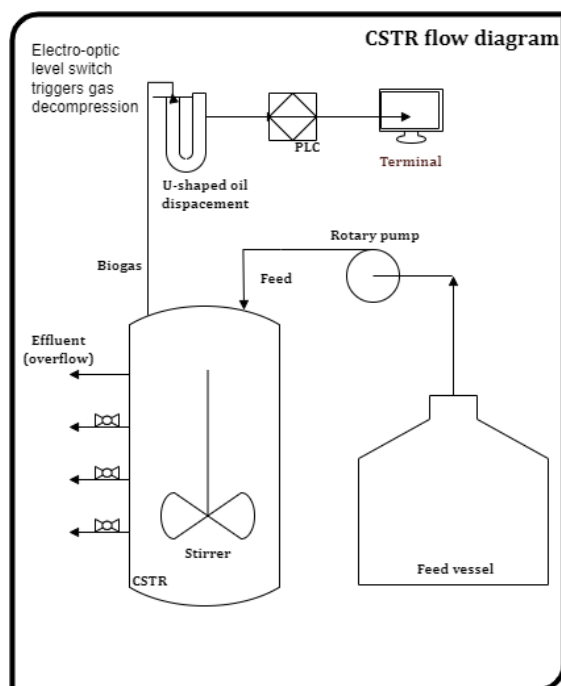 CSTR flow diagram
Electro-optic
level switch
triggers gas
decompression
PLC
Terminal
U-shaped oil
dispacement
Rotary pump
Biogas
Feed
Effluent
(overflow)
Stirrer
CSTR
Feed vessel